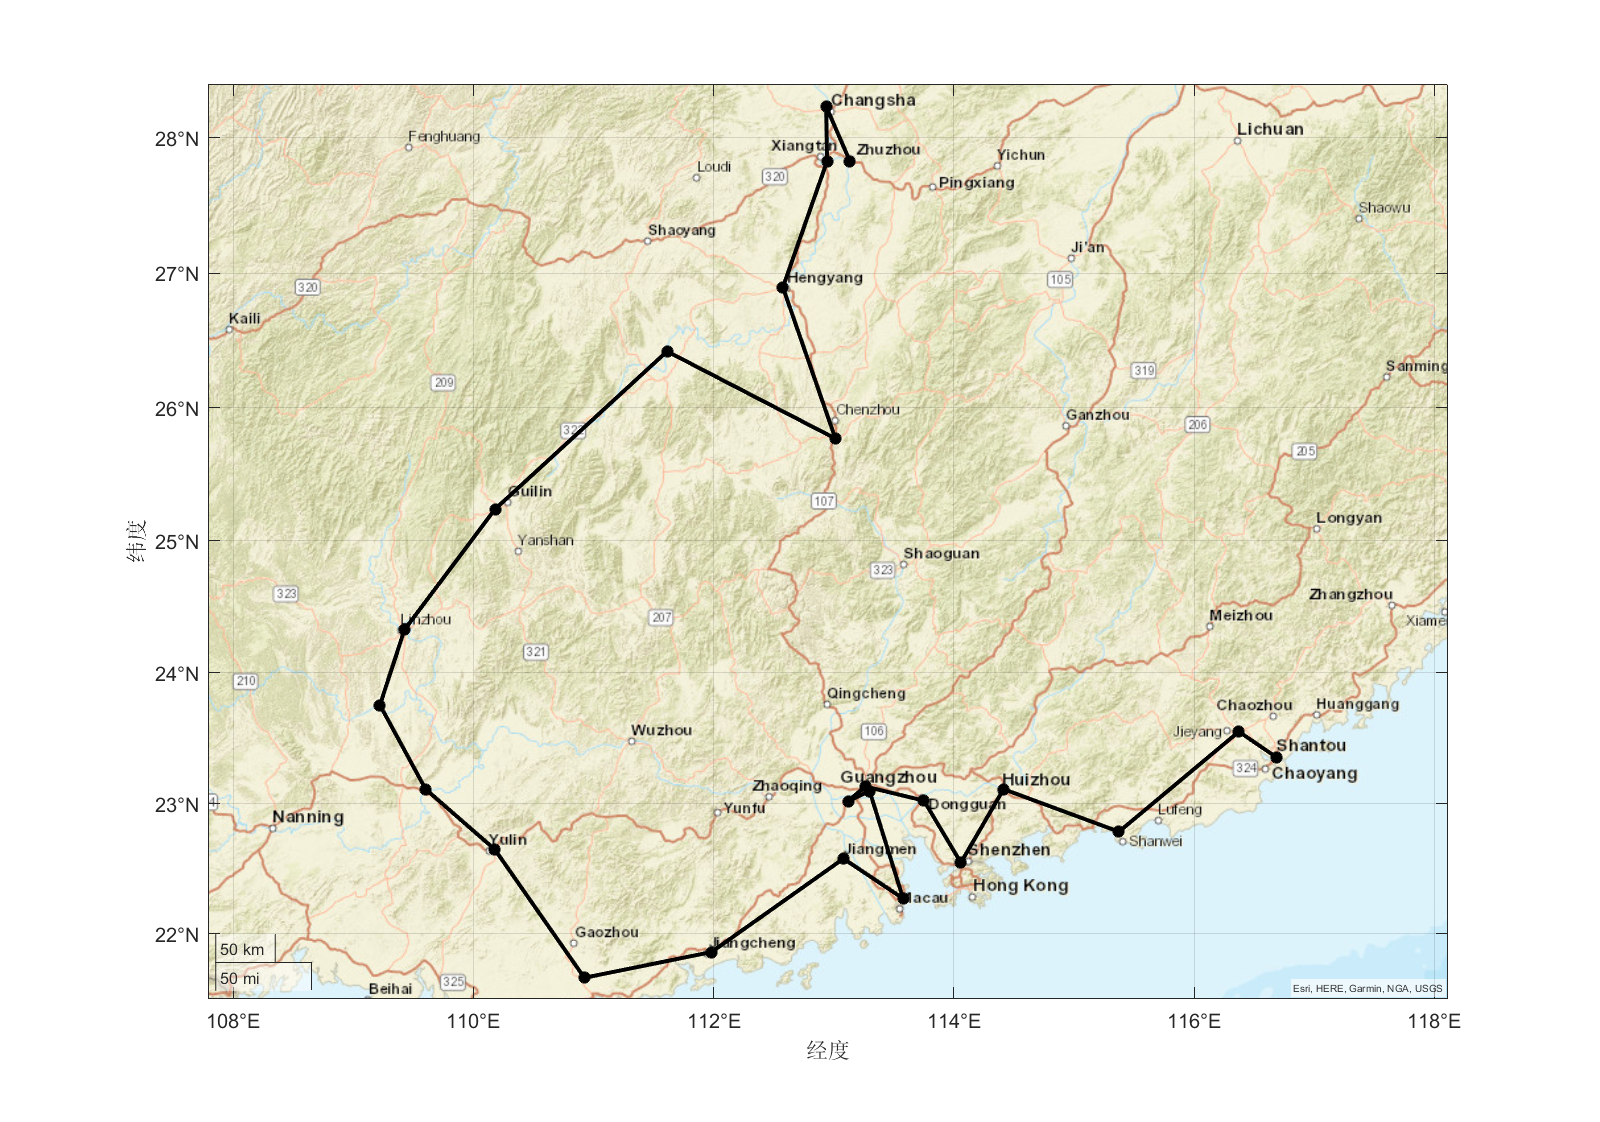 Changsha
Lichuan
28°N
Fenghuang
Xiangtan
Zhuzhou
Yichun
Loudi
320
Pingxiang
Shaowu
Shaoyang
Ji'an
27°N
Hengyang
105
320
Kaili
Sanming
319
209
26°N
Chenzhou
Ganzhou
206
322
205
Guilin
107
Longyan
纬度
25°N
Yanshan
Shaoguan
323
323
Zhangzhou
Liuzhou
207
Meizhou
Xiame
321
24°N
210
Qingcheng
Chaozhou
Huanggang
Wuzhou
106
Jieyang
Shantou
324
Chaoyang
Guangzhou
Huizhou
Zhaoqing
23°N
4
Yunfu
Dongguan
Lufeng
Nanning
Yulin
Shanwei
Jiangmen
Shenzhen
Hong Kong
Macau
22°N
Gaozhou
Jiangcheng
50 km
50 mi
325
Beihai
Esri, HERE, Garmin, NGA, USGS
108°E
110°E
112°E
114°E
116°E
118°E
经度